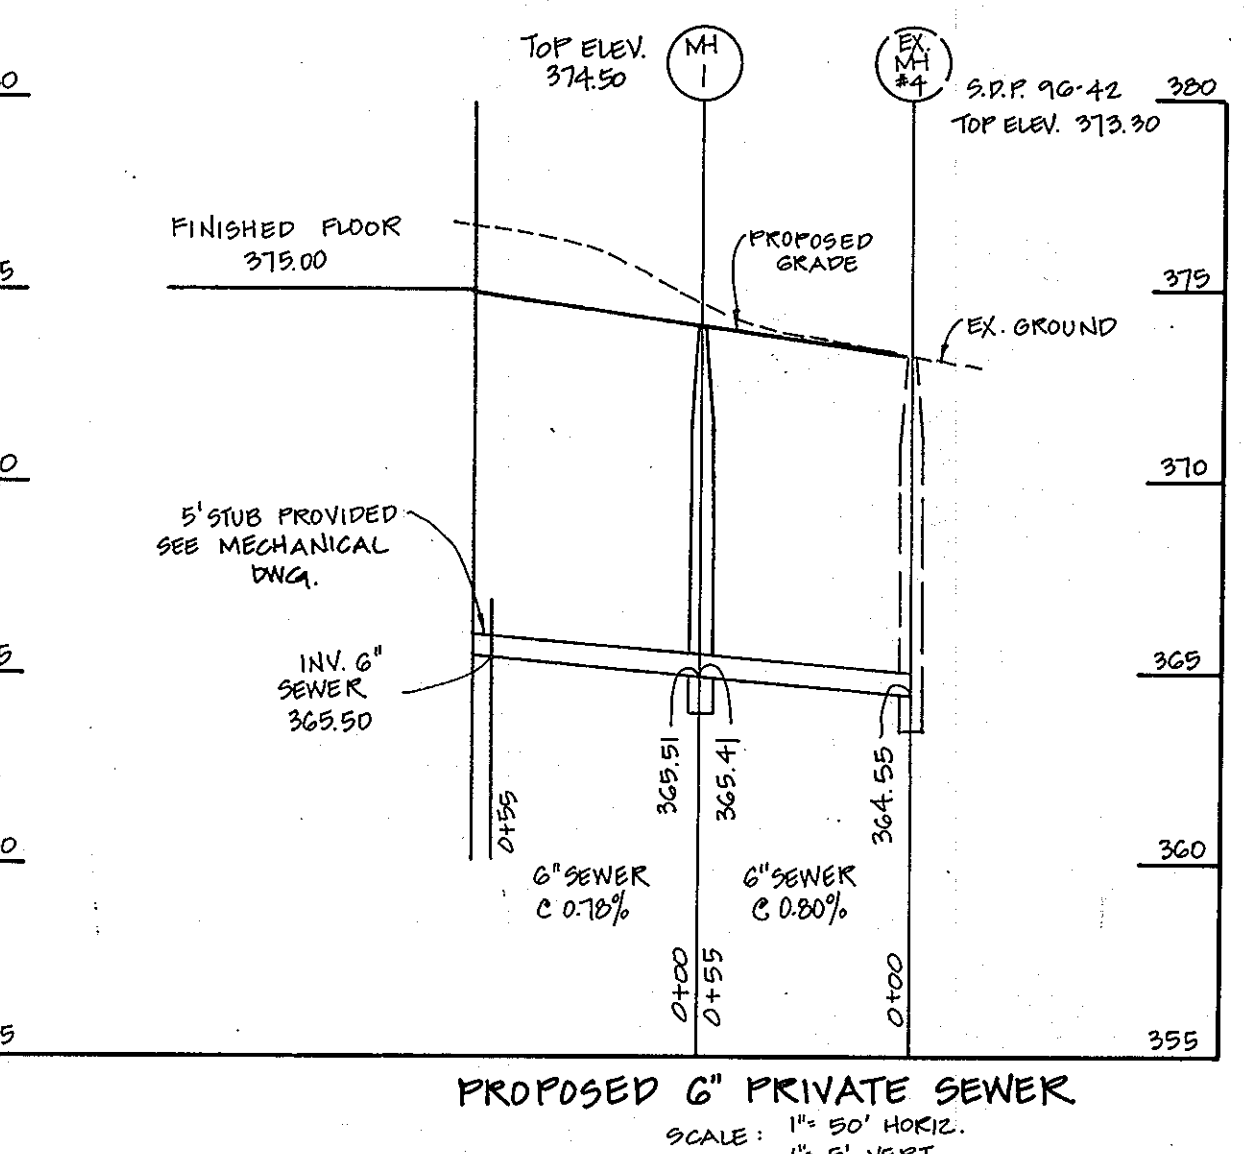 TOP ELEV.
374.50
MH
1
EX.
MH
#4
S.D.P. 96-42
TOP ELEV. 373.30
380
FINISHED FLOOR
375.00
PROPOSED
GRADE
375
EX. GROUND
370
5' STUB PROVIDED
SEE MECHANICAL
DWG.
INV. 6"
SEWER
365.50
365
365.51
365.41
364.55
0+55
360
6" SEWER
@ 0.78%
6" SEWER
@ 0.80%
0+00
0+55
0+00
355
PROPOSED 6" PRIVATE SEWER
SCALE: 1"= 50' HORIZ.
1"= 5' VERT.